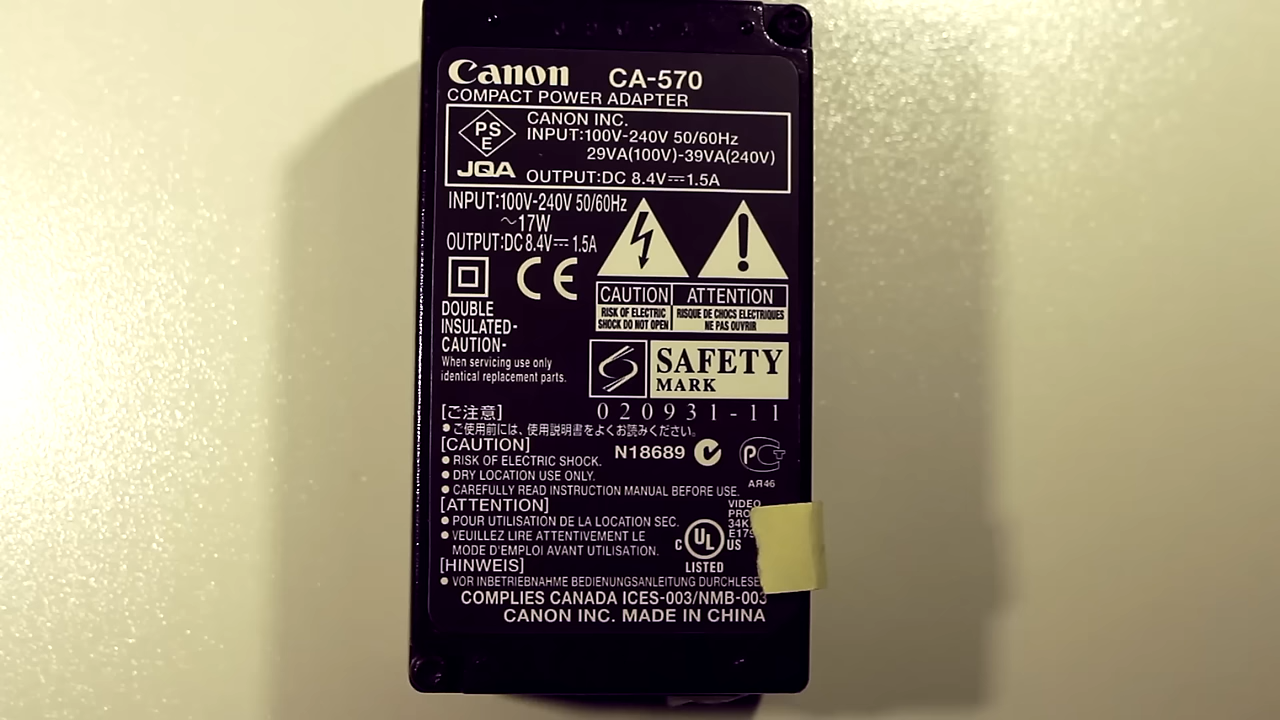 Canon CA-570
COMPACT POWER ADAPTER
PS
E
JQA
CANON INC.
INPUT:100V-240V 50/60Hz
29VA(100V)-39VA(240V)
OUTPUT:DC 8.4V⎓1.5A
INPUT:100V-240V 50/60Hz
~17W
OUTPUT:DC 8.4V⎓1.5A
CE
DOUBLE
INSULATED-
CAUTION-
When servicing use only
identical replacement parts.
CAUTION
RISK OF ELECTRIC
SHOCK DO NOT OPEN
ATTENTION
RISQUE DE CHOCS ELECTRIQUES
NE PAS OUVRIR
SAFETY
MARK
020931-11
[ご注意]
●ご使用前には、使用説明書をよくお読みください。
[CAUTION]
● RISK OF ELECTRIC SHOCK.
● DRY LOCATION USE ONLY.
● CAREFULLY READ INSTRUCTION MANUAL BEFORE USE.
N18689
РСТ
АЯ46
[ATTENTION]
● POUR UTILISATION DE LA LOCATION SEC.
● VEUILLEZ LIRE ATTENTIVEMENT LE
MODE D'EMPLOI AVANT UTILISATION.
C UL US
LISTED
VIDEO
PRO
34K
E179
[HINWEIS]
● VOR INBETRIEBNAHME BEDIENUNGSANLEITUNG DURCHLESE
COMPLIES CANADA ICES-003/NMB-003
CANON INC. MADE IN CHINA